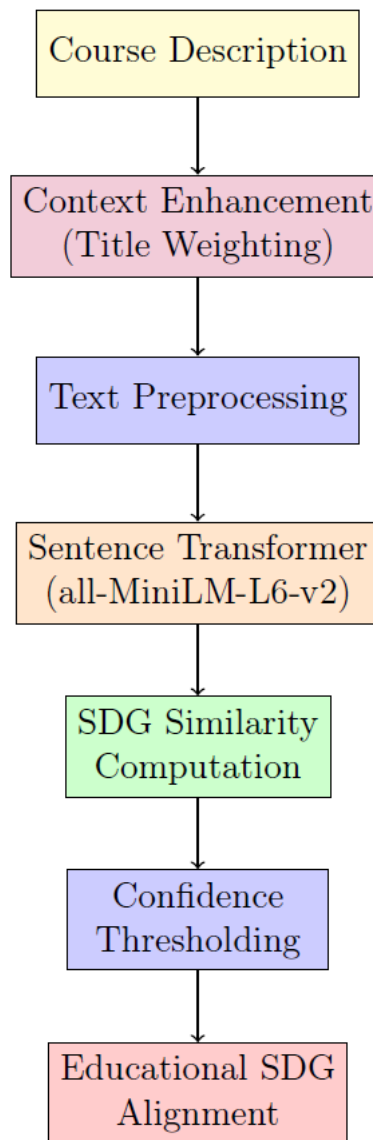 Course Description
Context Enhancement
(Title Weighting)
Text Preprocessing
Sentence Transformer
(all-MiniLM-L6-v2)
SDG Similarity
Computation
Confidence
Thresholding
Educational SDG
Alignment